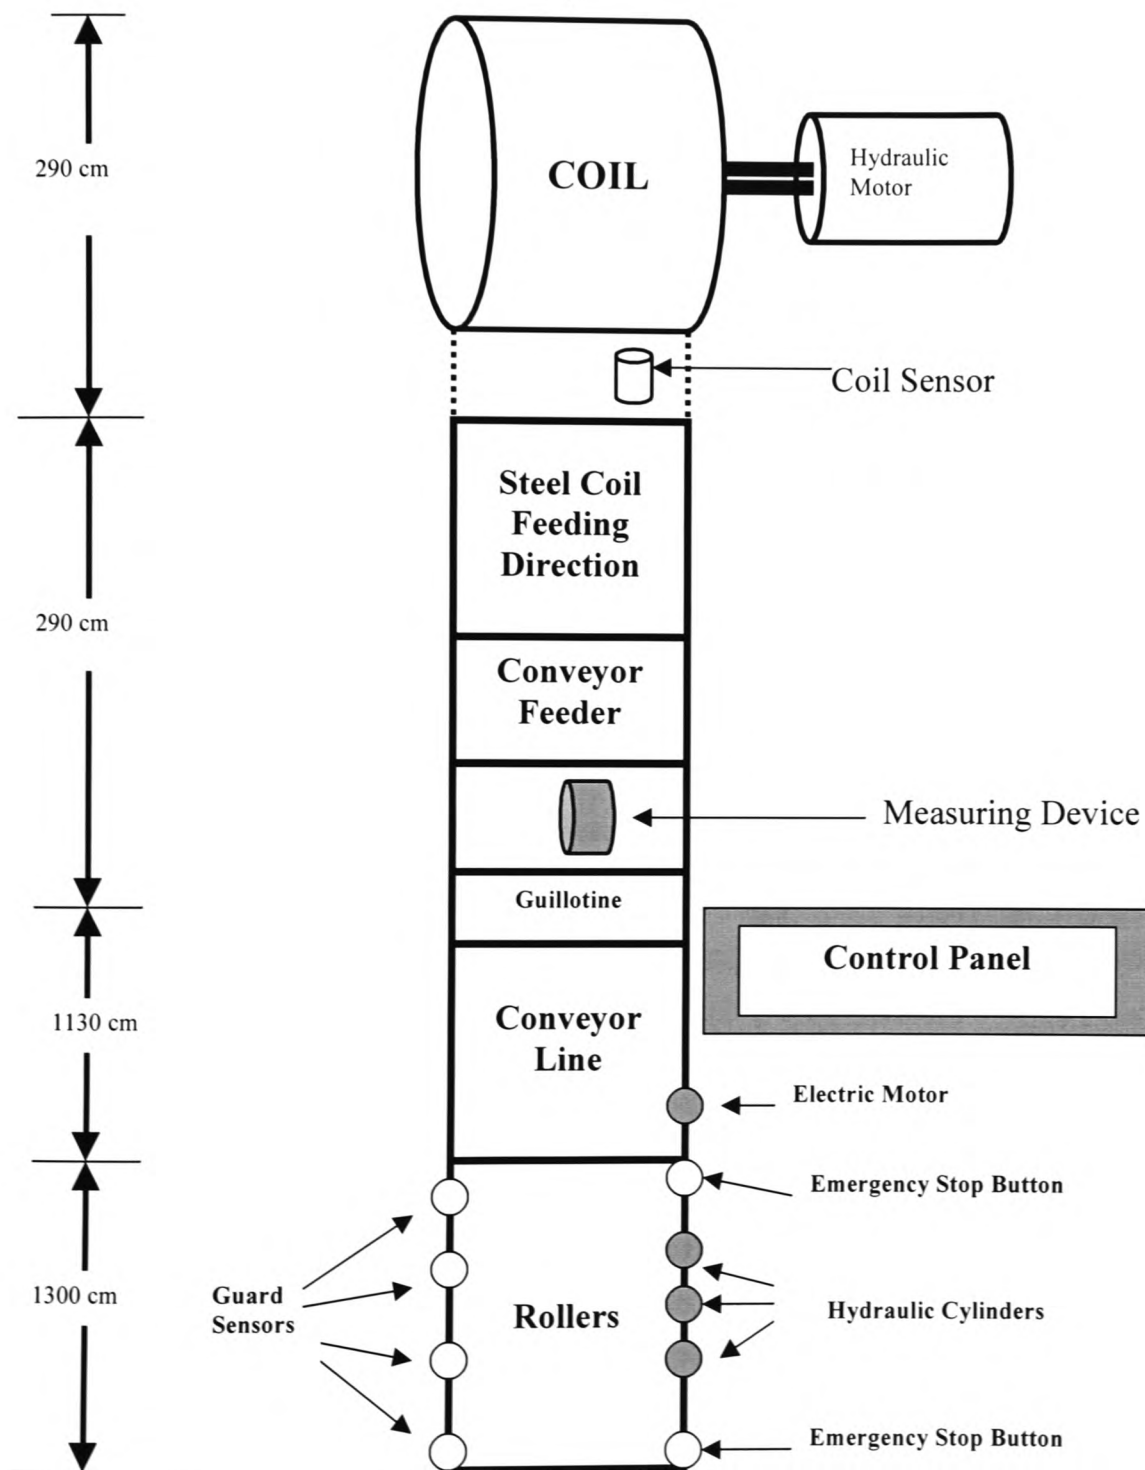 290 cm
COIL
Hydraulic
Motor
Coil Sensor
Steel Coil
Feeding
Direction
290 cm
Conveyor
Feeder
Measuring Device
Guillotine
Control Panel
1130 cm
Conveyor
Line
Electric Motor
Emergency Stop Button
1300 cm
Guard
Sensors
Rollers
Hydraulic Cylinders
Emergency Stop Button